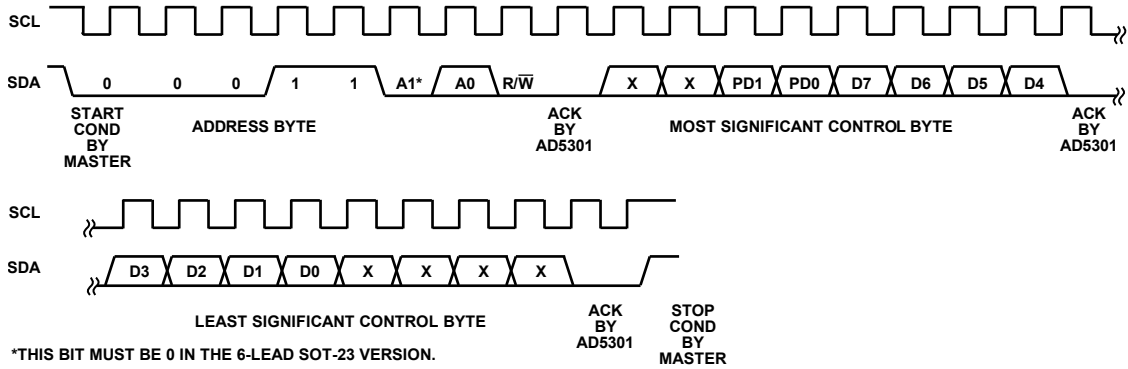 SCL
SDA 0 0 0 1 1 A1* A0 R/W̅ X X PD1 PD0 D7 D6 D5 D4
START
COND
BY
MASTER
ADDRESS BYTE
ACK
BY
AD5301
MOST SIGNIFICANT CONTROL BYTE
ACK
BY
AD5301
SCL
SDA D3 D2 D1 D0 X X X X
LEAST SIGNIFICANT CONTROL BYTE
ACK
BY
AD5301
STOP
COND
BY
MASTER
*THIS BIT MUST BE 0 IN THE 6-LEAD SOT-23 VERSION.